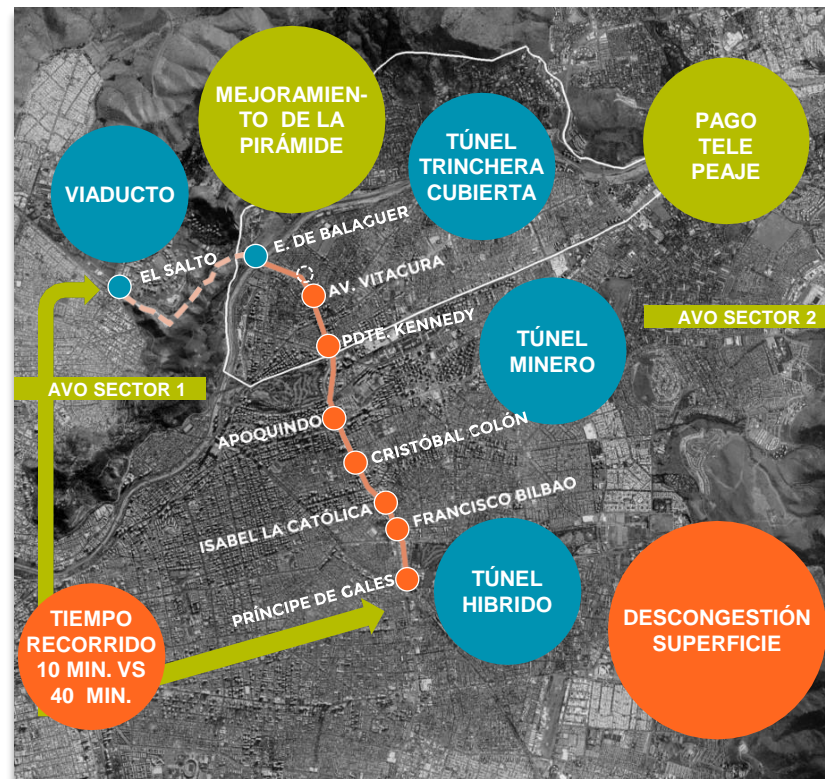 MEJORAMIEN-
TO DE LA
PIRÁMIDE
TÚNEL
TRINCHERA
CUBIERTA
PAGO
TELE
PEAJE
VIADUCTO
E. DE BALAGUER
EL SALTO
AV. VITACURA
PDTE. KENNEDY
AVO SECTOR 2
TÚNEL
MINERO
AVO SECTOR 1
APOQUINDO
CRISTÓBAL COLÓN
ISABEL LA CATÓLICA
FRANCISCO BILBAO
PRÍNCIPE DE GALES
TÚNEL
HIBRIDO
TIEMPO
RECORRIDO
10 MIN. VS
40 MIN.
DESCONGESTIÓN
SUPERFICIE